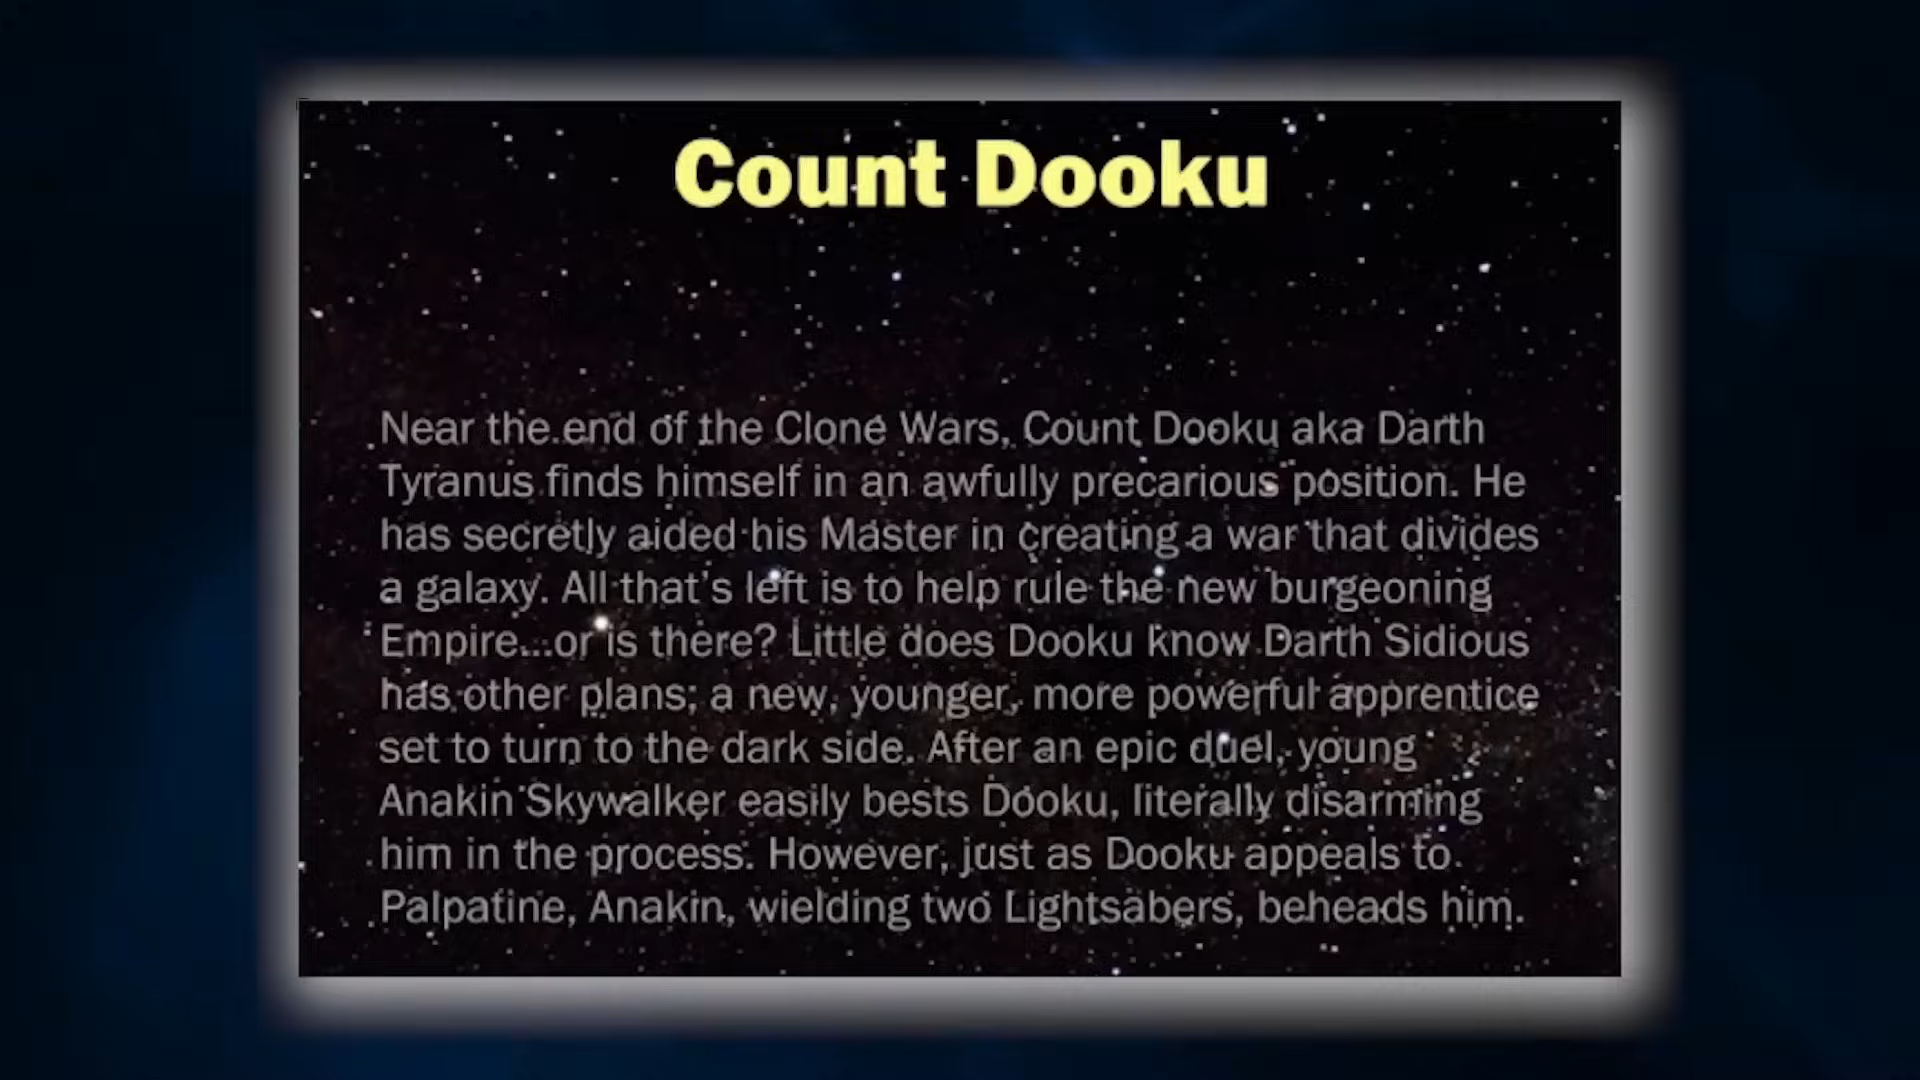 Count Dooku
Near the end of the Clone Wars, Count Dooku aka Darth
Tyranus finds himself in an awfully precarious position. He
has secretly aided his Master in creating a war that divides
a galaxy. All that’s left is to help rule the new burgeoning
Empire...or is there? Little does Dooku know Darth Sidious
has other plans; a new, younger, more powerful apprentice
set to turn to the dark side. After an epic duel, young
Anakin Skywalker easily bests Dooku, literally disarming
him in the process. However, just as Dooku appeals to
Palpatine, Anakin, wielding two Lightsabers, beheads him.